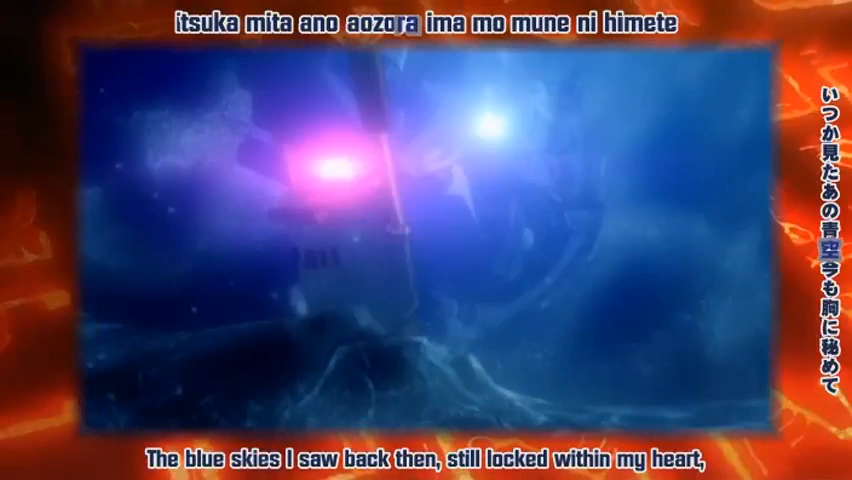 itsuka mita ano aozora ima mo mune ni himete
いつか見たあの青空今も胸に秘めて
The blue skies I saw back then, still locked within my heart,